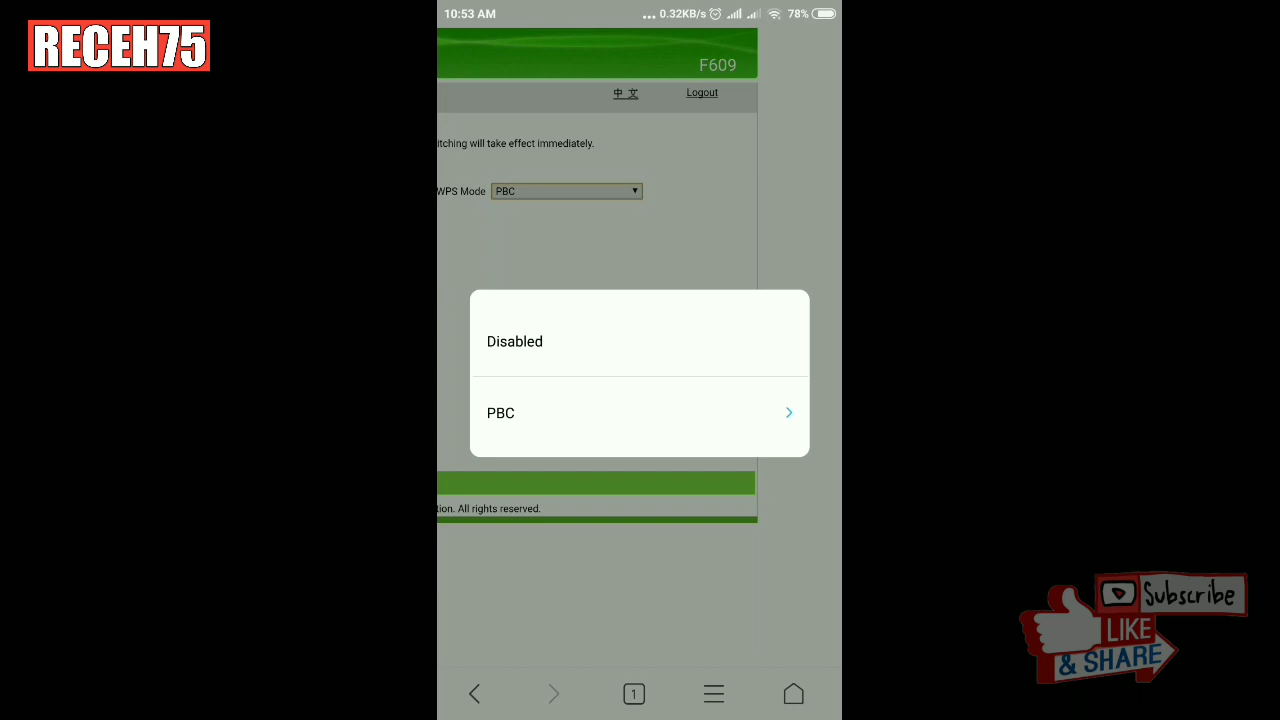 RECEH75
10:53 AM
... 0.32KB/s 78%
F609
中 文 Logout
itching will take effect immediately.
WPS Mode PBC
Disabled
PBC
tion. All rights reserved.
1
Subscribe
LIKE
& SHARE